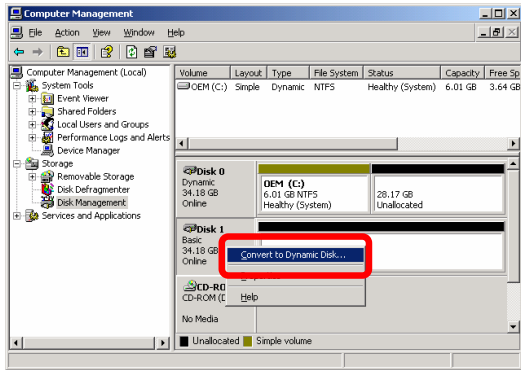 Computer Management
File Action View Window Help
Computer Management (Local)
System Tools
Event Viewer
Shared Folders
Local Users and Groups
Performance Logs and Alerts
Device Manager
Storage
Removable Storage
Disk Defragmenter
Disk Management
Services and Applications
Volume Layout Type File System Status Capacity Free Sp
OEM (C:) Simple Dynamic NTFS Healthy (System) 6.01 GB 3.64 GB
Disk 0
Dynamic
34.18 GB
Online
OEM (C:)
6.01 GB NTFS
Healthy (System)
28.17 GB
Unallocated
Disk 1
Basic
34.18 GB
Online
Convert to Dynamic Disk...
Help
CD-RO
CD-ROM (D
No Media
Unallocated Simple volume